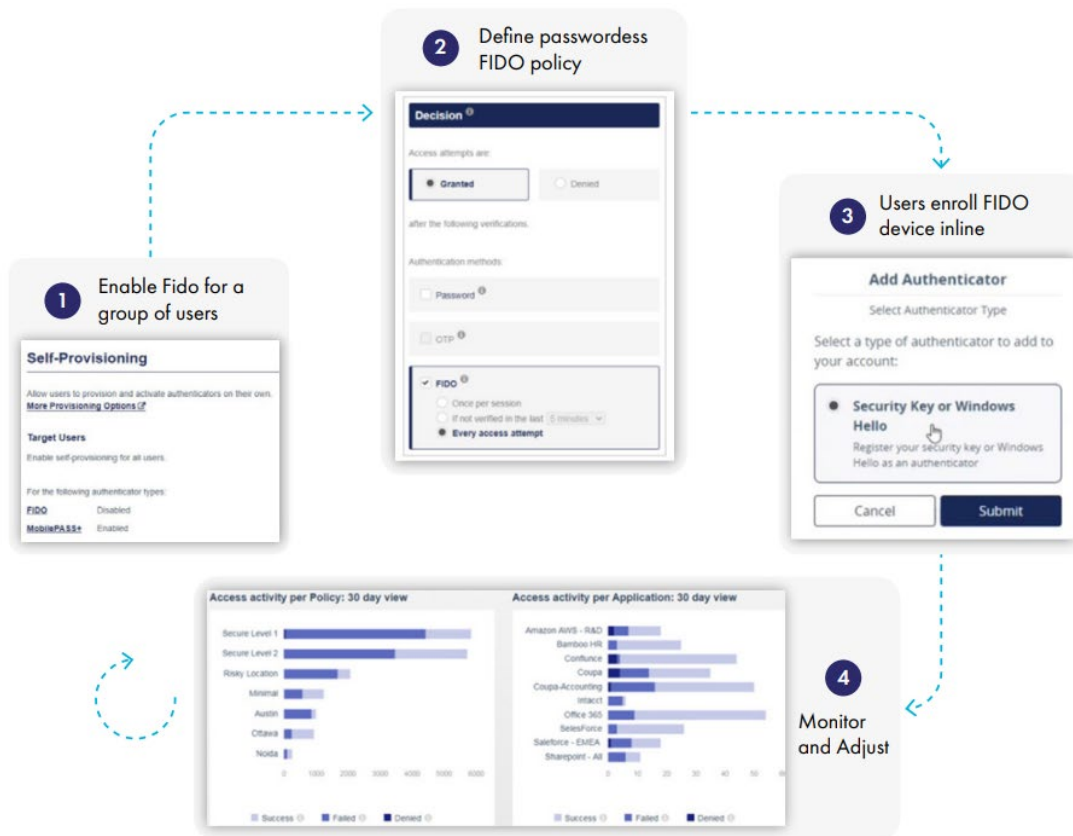 1
Enable Fido for a
group of users
Self-Provisioning
Allow users to provision and activate authenticators on their own.
More Provisioning Options
Target Users
Enable self-provisioning for all users.
For the following authenticator types:
FIDO Disabled
MobilePASS+ Enabled
2
Define passwordess
FIDO policy
Decision
Access attempts are:
Granted Denied
after the following verifications.
Authentication methods:
Password
OTP
FIDO
Once per session
If not verified in the last 5 minutes
Every access attempt
3
Users enroll FIDO
device inline
Add Authenticator
Select Authenticator Type
Select a type of authenticator to add to
your account:
Security Key or Windows
Hello
Register your security key or Windows
Hello as an authenticator
Cancel Submit
Access activity per Policy: 30 day view
Secure Level 1
Secure Level 2
Risky Location
Minimal
Austin
Ottawa
Noida
0 1000 2000 3000 4000 5000 6000
Success Failed Denied
Access activity per Application: 30 day view
Amazon AWS - R&D
Bamboo HR
Conflunce
Coupa
Coupa-Accounting
Intacct
Office 365
SelesForce
Saleforce - EMEA
Sharepoint - All
0 10 20 30 40 50
Success Failed Denied
4
Monitor
and Adjust